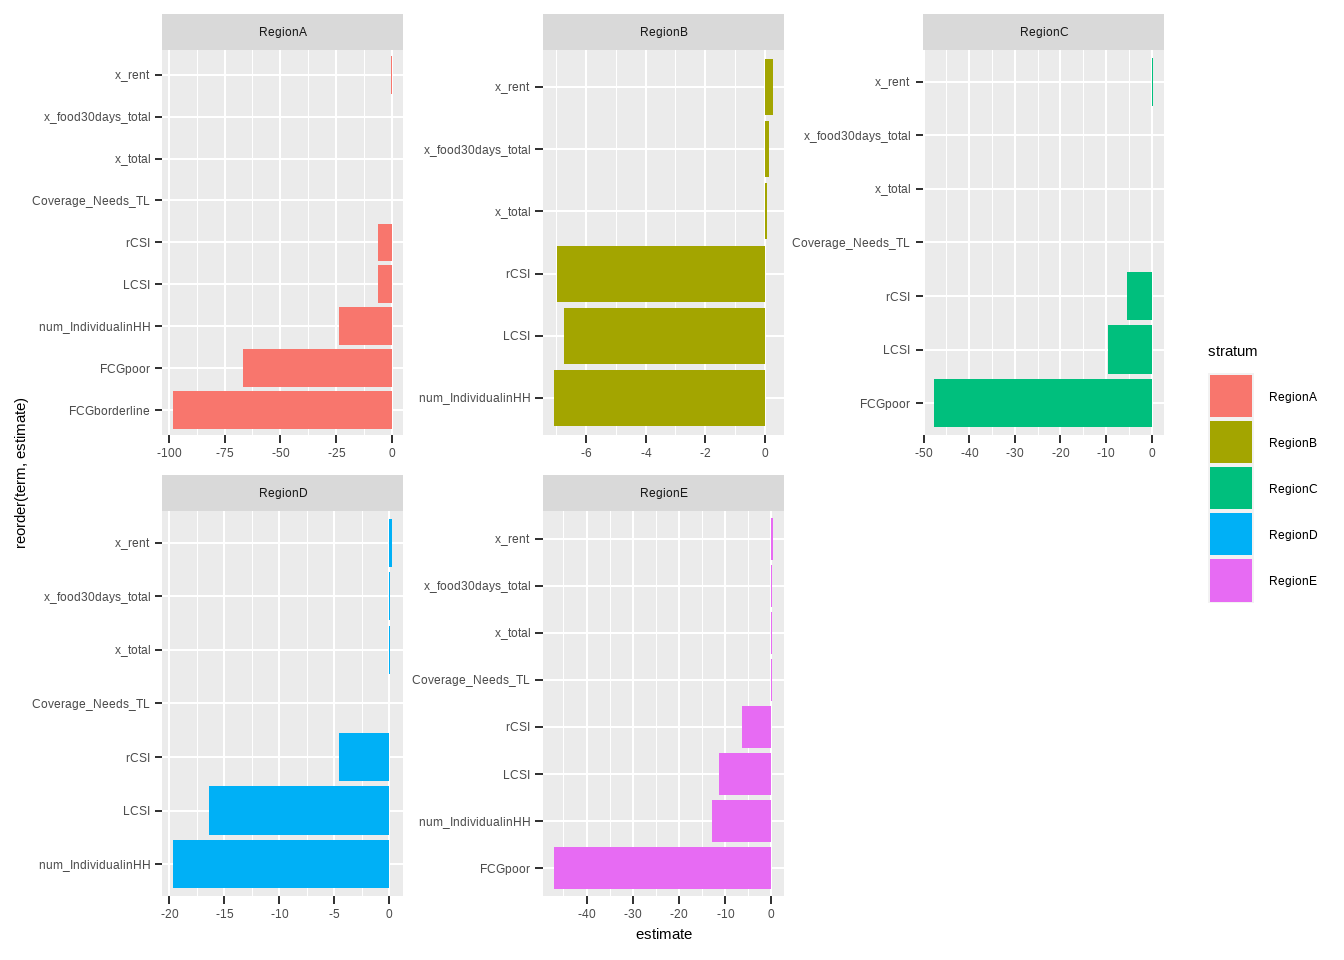 RegionA
x_rent
x_food30days_total
x_total
Coverage_Needs_TL
rCSI
LCSI
num_IndividualinHH
FCGpoor
FCGborderline
-100 -75 -50 -25 0
RegionB
x_rent
x_food30days_total
x_total
rCSI
LCSI
num_IndividualinHH
-6 -4 -2 0
RegionC
x_rent
x_food30days_total
x_total
Coverage_Needs_TL
rCSI
LCSI
FCGpoor
-50 -40 -30 -20 -10 0
RegionD
x_rent
x_food30days_total
x_total
Coverage_Needs_TL
rCSI
LCSI
num_IndividualinHH
-20 -15 -10 -5 0
RegionE
x_rent
x_food30days_total
x_total
Coverage_Needs_TL
rCSI
LCSI
num_IndividualinHH
FCGpoor
-40 -30 -20 -10 0
estimate
reorder(term, estimate)
stratum
RegionA
RegionB
RegionC
RegionD
RegionE